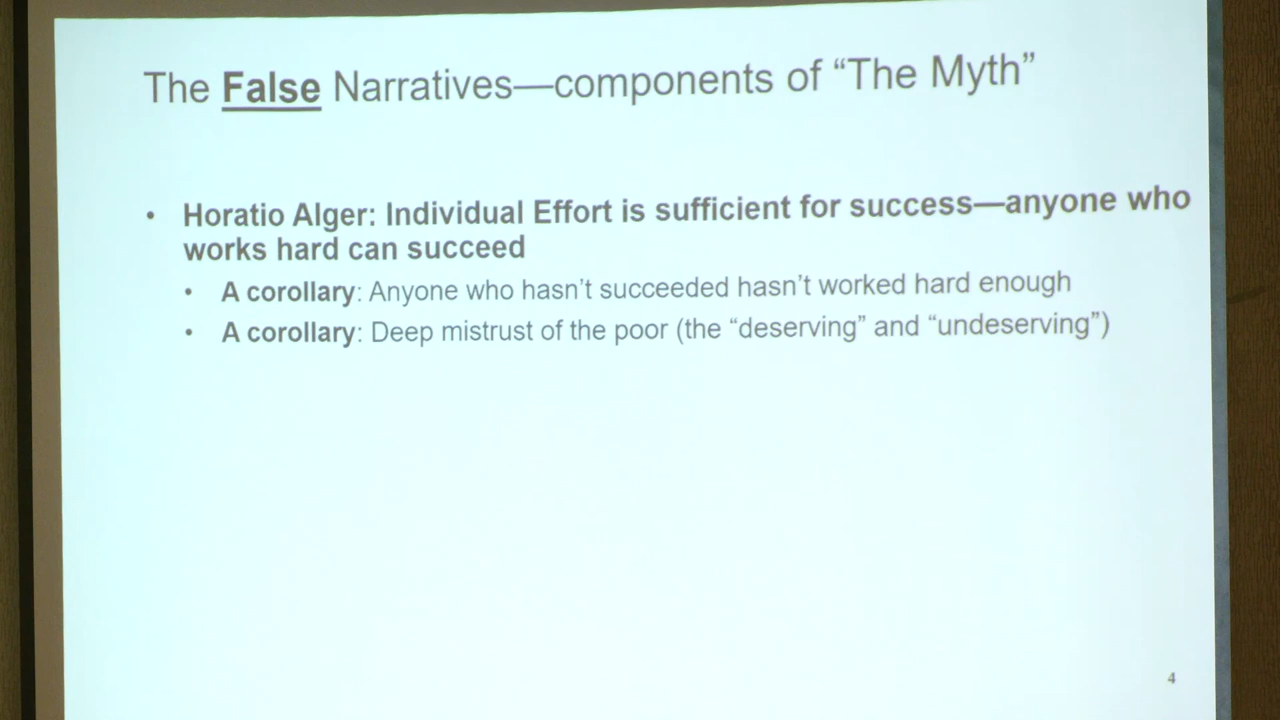 The False Narratives—components of “The Myth”
• Horatio Alger: Individual Effort is sufficient for success—anyone who
works hard can succeed
• A corollary: Anyone who hasn’t succeeded hasn’t worked hard enough
• A corollary: Deep mistrust of the poor (the “deserving” and “undeserving”)
4